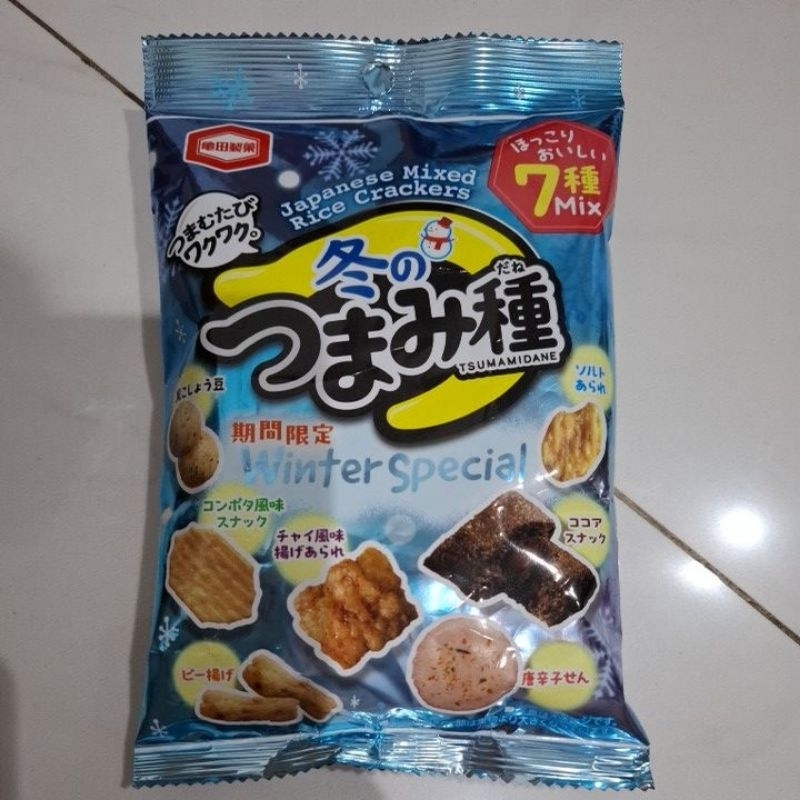 亀田製菓
Japanese Mixed
Rice Crackers
ほっこり
おいしい
7種
Mix
つまむたび
ワクワク。
冬の
だね
つまみ種
TSUMAMIDANE
こしょう豆
ソルト
あられ
期間限定
Winter Special
コンポタ風味
スナック
チャイ風味
揚げあられ
ココア
スナック
ピー揚げ
唐辛子せん